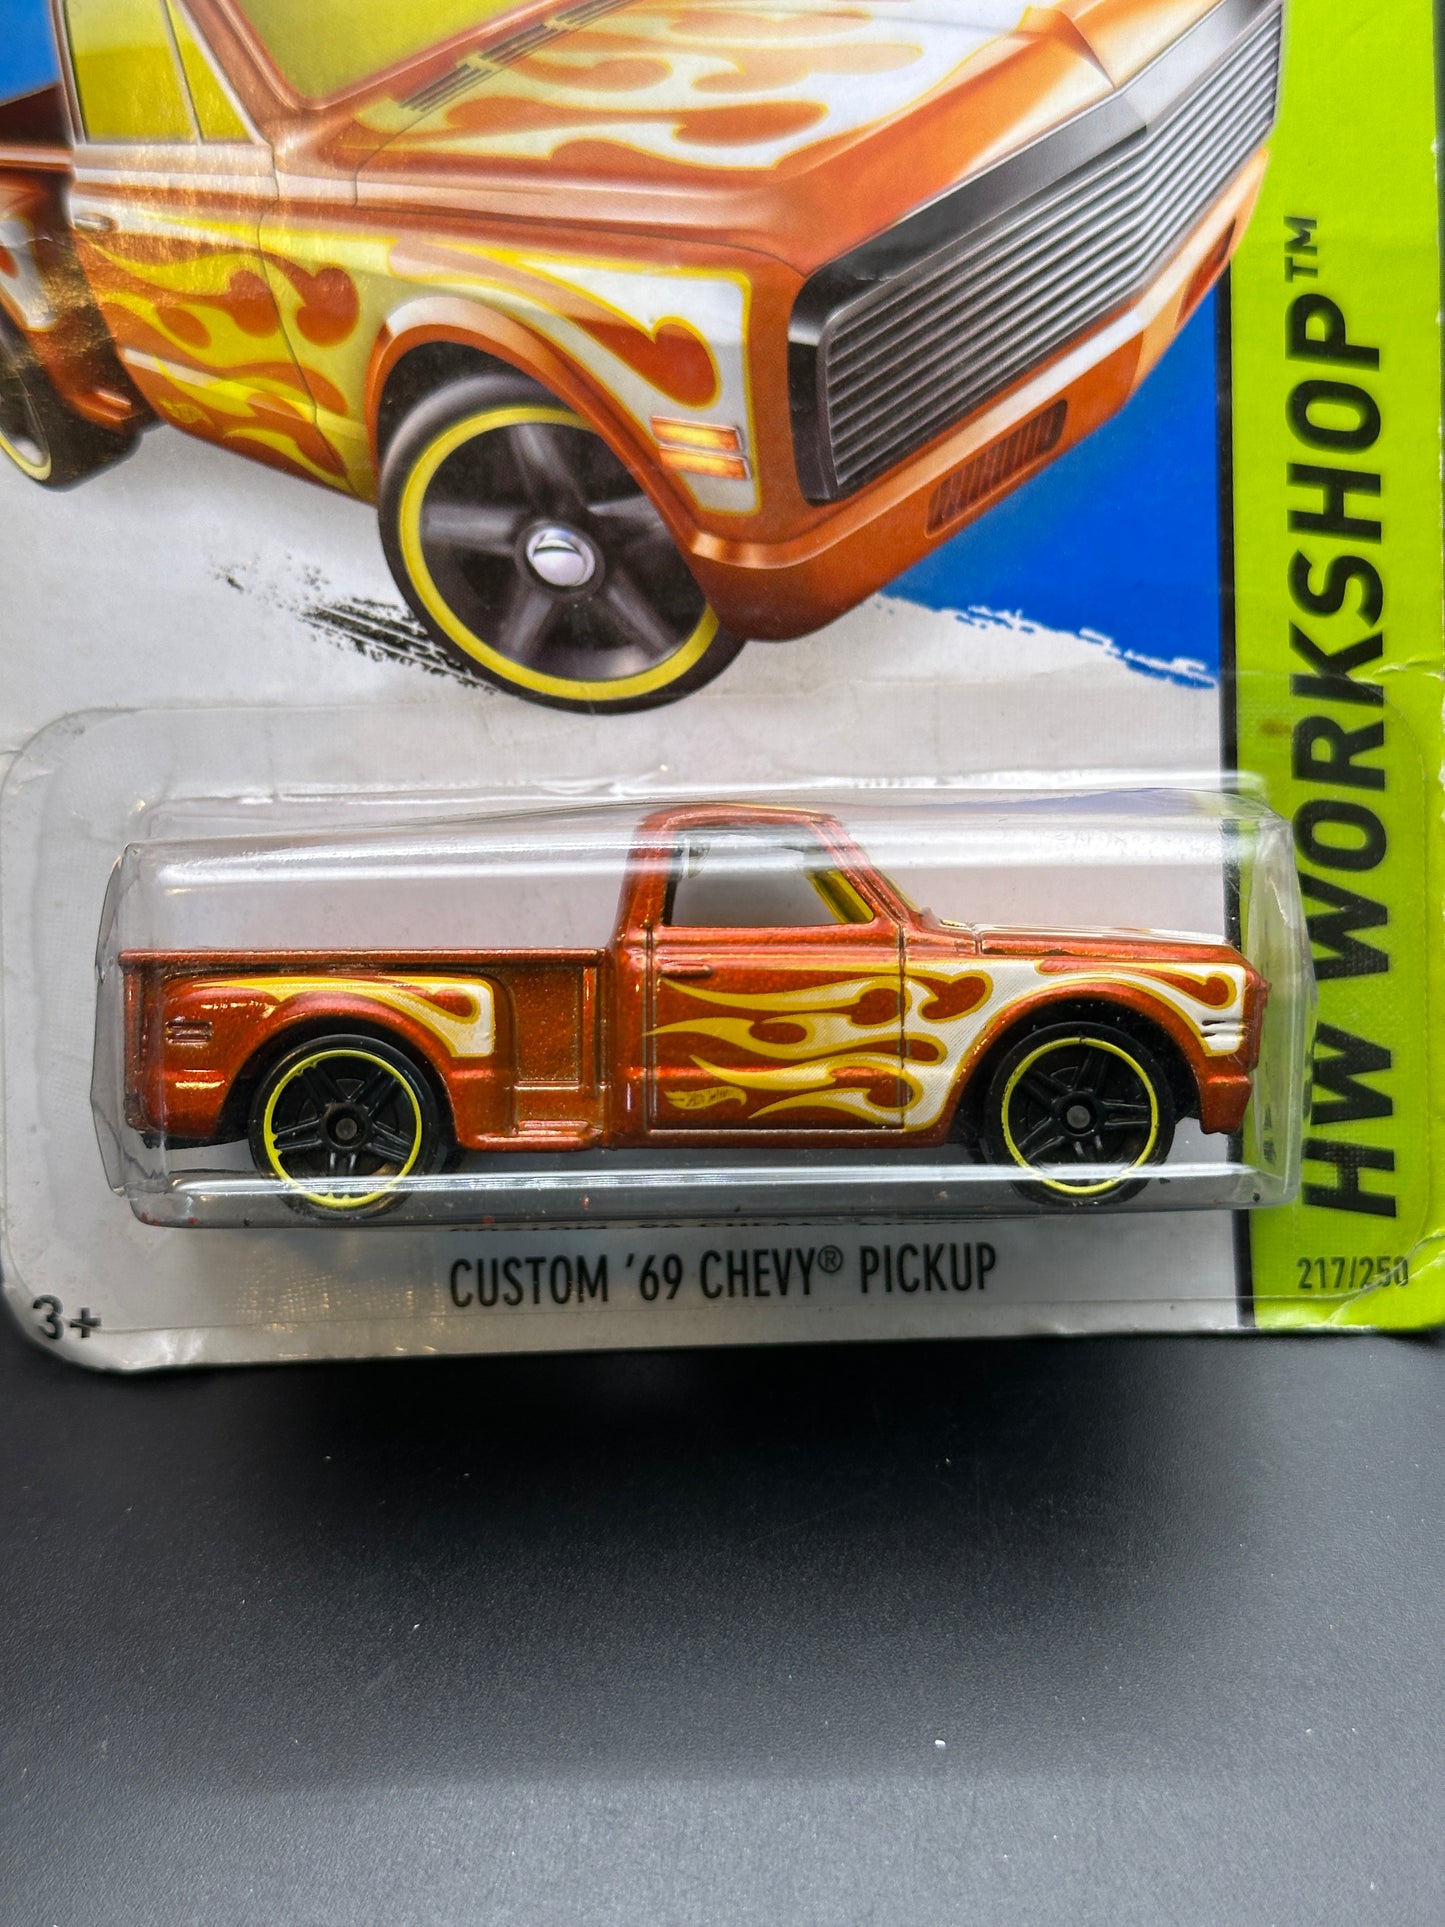 HW WORKSHOP™
CUSTOM '69 CHEVY® PICKUP
217/250
3+